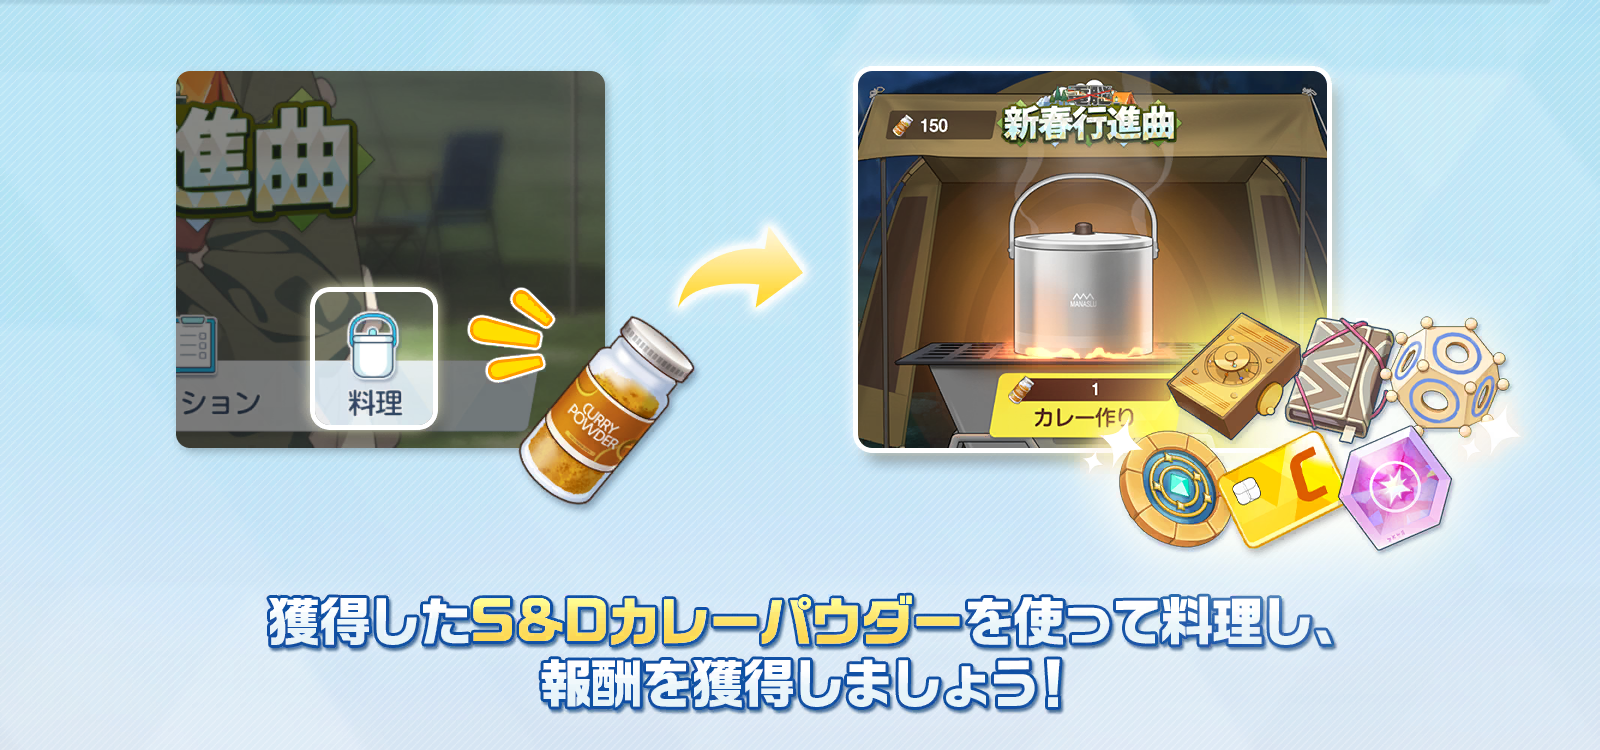 進曲
ション
料理
CURRY
POWDER
150
新春行進曲
MANASLU
1
カレー作り
獲得したS&Dカレーパウダーを使って料理し、
報酬を獲得しましょう！